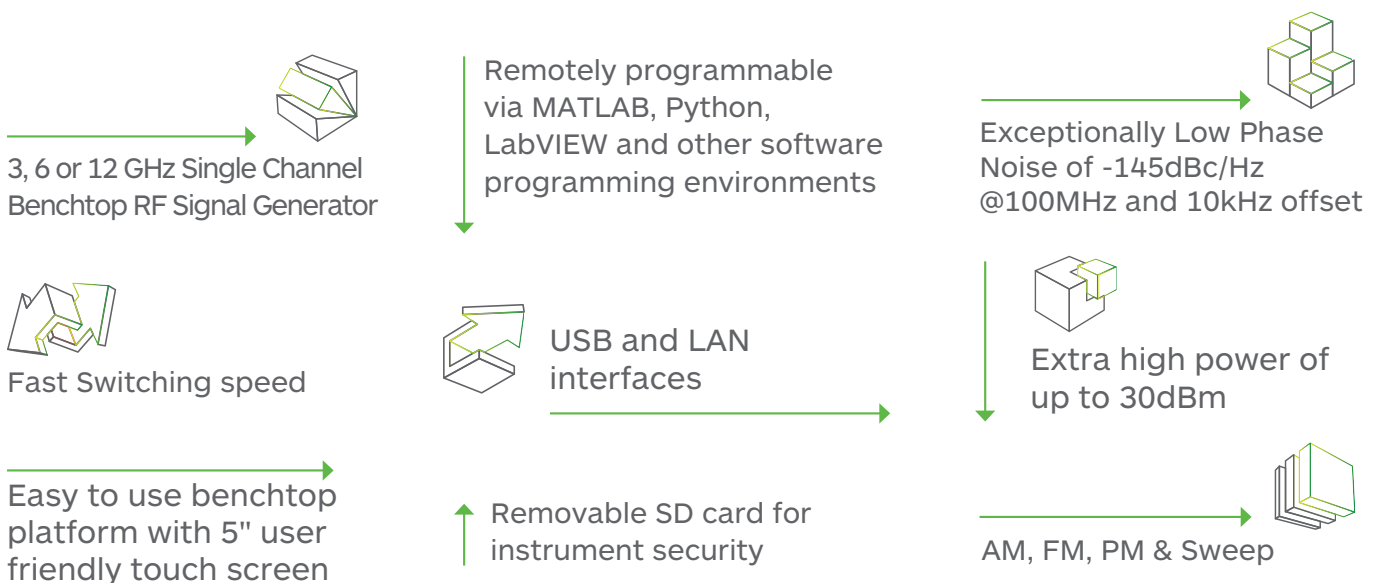 3, 6 or 12 GHz Single Channel
Benchtop RF Signal Generator
Remotely programmable
via MATLAB, Python,
LabVIEW and other software
programming environments
Exceptionally Low Phase
Noise of -145dBc/Hz
@100MHz and 10kHz offset
Fast Switching speed
USB and LAN
interfaces
Extra high power of
up to 30dBm
Easy to use benchtop
platform with 5" user
friendly touch screen
Removable SD card for
instrument security
AM, FM, PM & Sweep